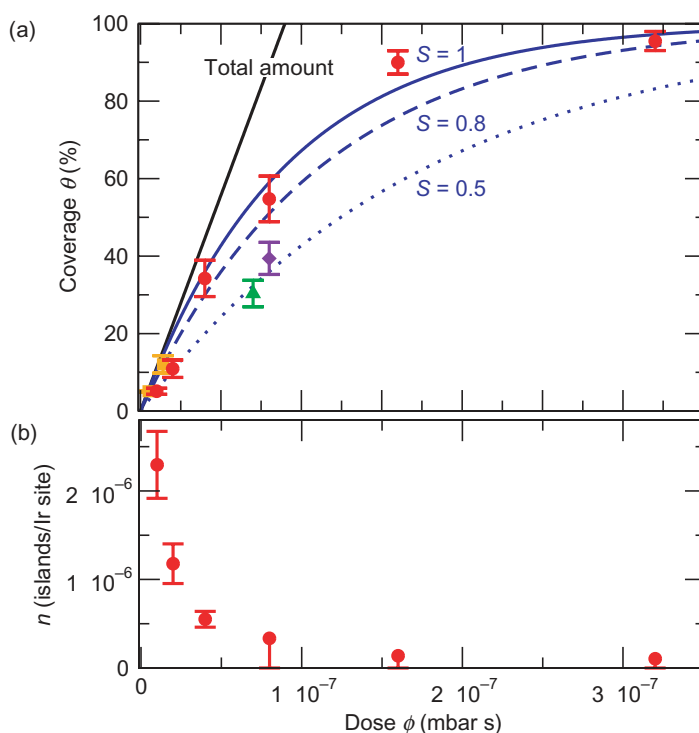 (a)
100
80
60
40
20
0
Coverage θ (%)
Total amount
S = 1
S = 0.8
S = 0.5
(b)
2 10⁻⁶
1 10⁻⁶
0
n (islands/Ir site)
0 1 10⁻⁷ 2 10⁻⁷ 3 10⁻⁷
Dose ϕ (mbar s)